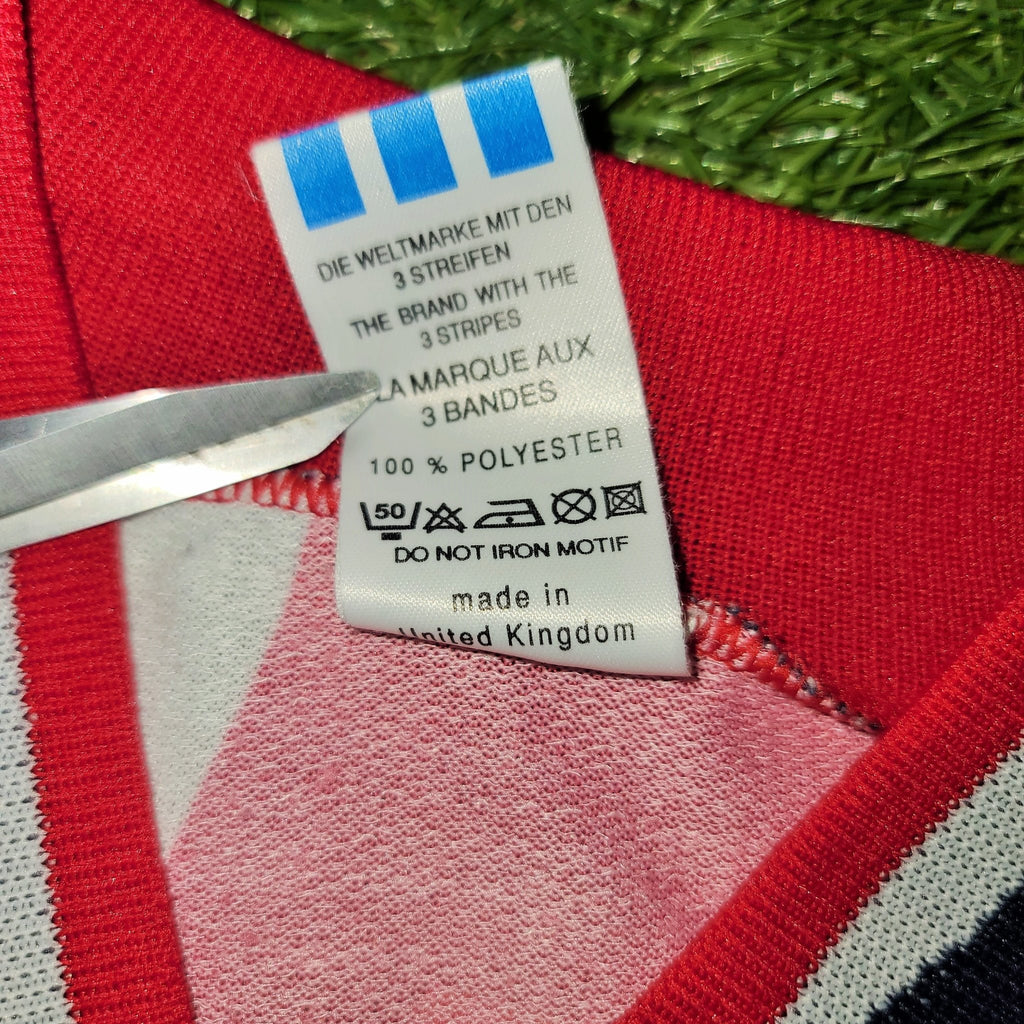 DIE WELTMARKE MIT DEN
3 STREIFEN
THE BRAND WITH THE
3 STRIPES
LA MARQUE AUX
3 BANDES
100 % POLYESTER
50
DO NOT IRON MOTIF
made in
United Kingdom